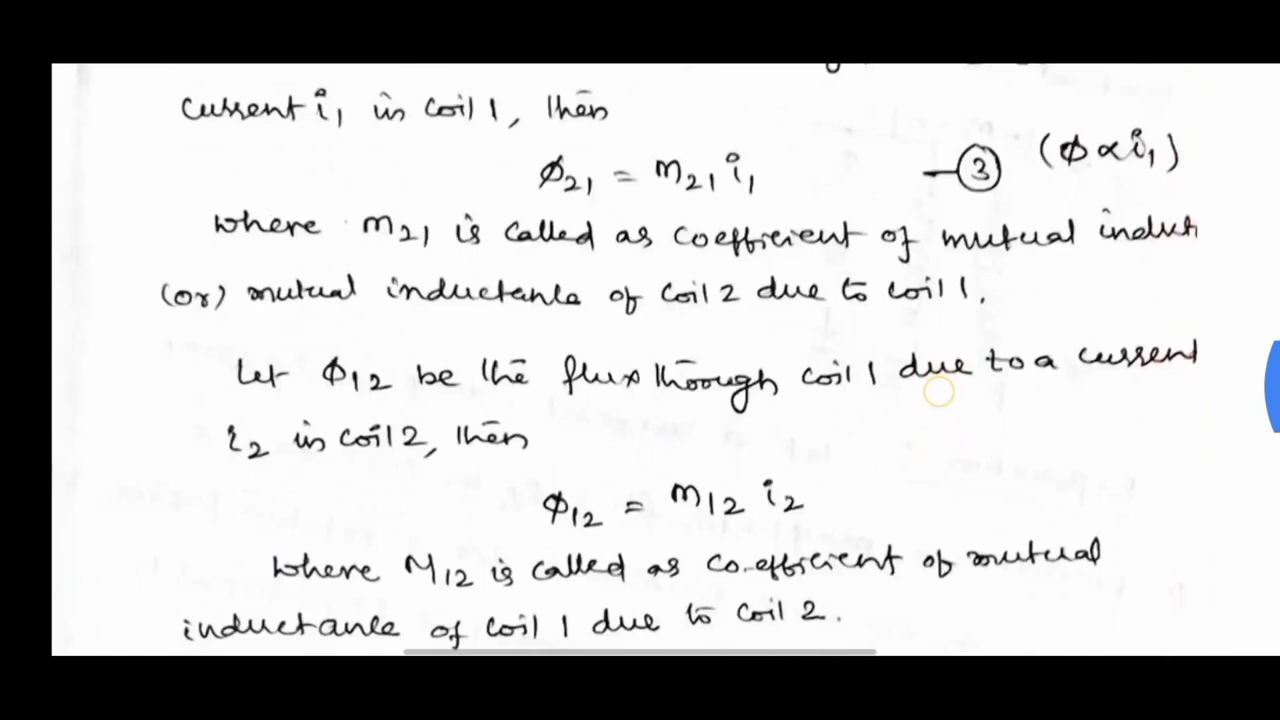 current i₁ in coil 1, then
ϕ₂₁ = m₂₁ i₁ —③ (ϕ ∝ i₁)
where m₂₁ is called as coefficient of mutual induct
(or) mutual inductance of coil 2 due to coil 1.
Let ϕ₁₂ be the flux through coil 1 due to a current
i₂ in coil 2, then
ϕ₁₂ = m₁₂ i₂
where M₁₂ is called as co-efficient of mutual
inductance of coil 1 due to coil 2.